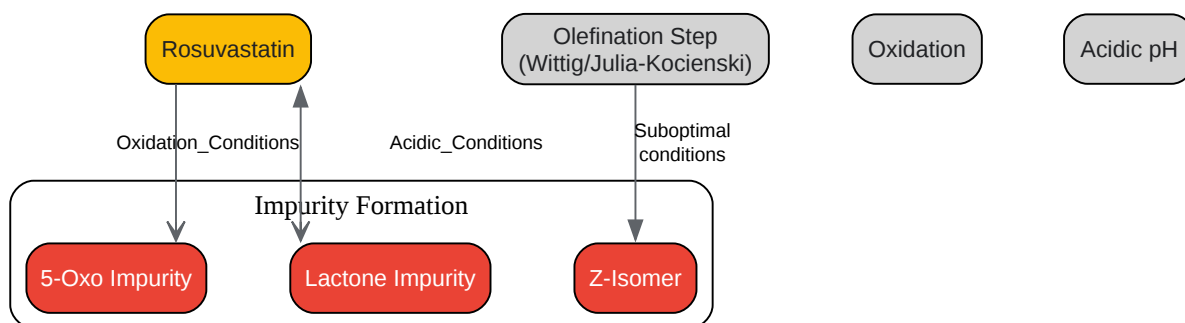 Rosuvastatin
Olefination Step
(Wittig/Julia-Kocienski)
Oxidation
Acidic pH
Oxidation_Conditions
Acidic_Conditions
Suboptimal
conditions
Impurity Formation
5-Oxo Impurity
Lactone Impurity
Z-Isomer